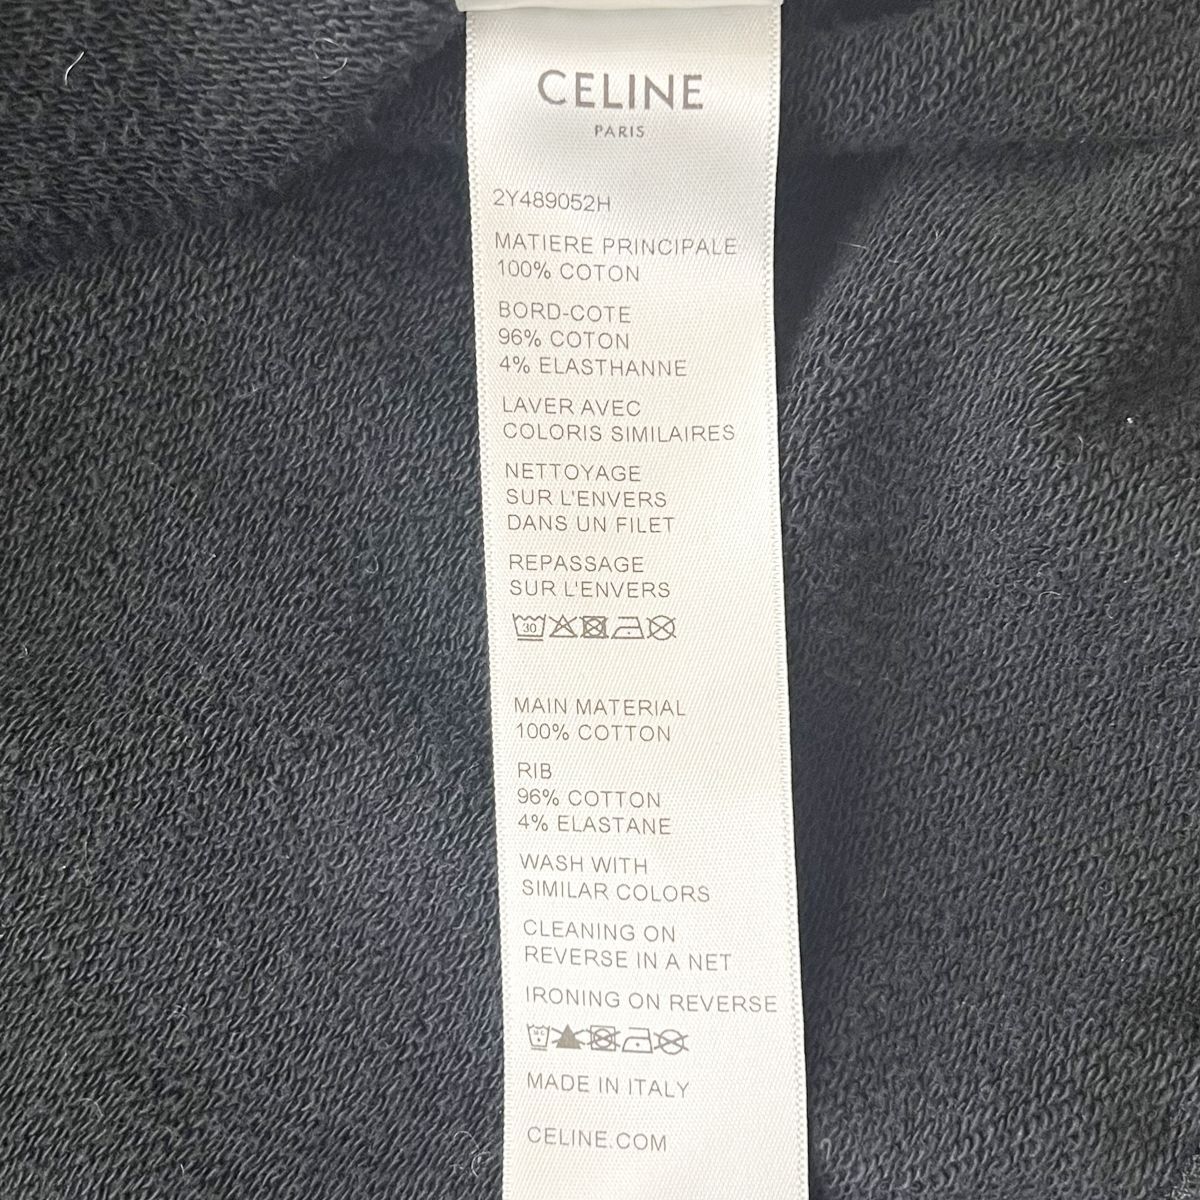 CELINE
PARIS
2Y489052H
MATIERE PRINCIPALE
100% COTON
BORD-COTE
96% COTON
4% ELASTHANNE
LAVER AVEC
COLORIS SIMILAIRES
NETTOYAGE
SUR L'ENVERS
DANS UN FILET
REPASSAGE
SUR L'ENVERS
30
MAIN MATERIAL
100% COTTON
RIB
96% COTTON
4% ELASTANE
WASH WITH
SIMILAR COLORS
CLEANING ON
REVERSE IN A NET
IRONING ON REVERSE
MADE IN ITALY
CELINE.COM